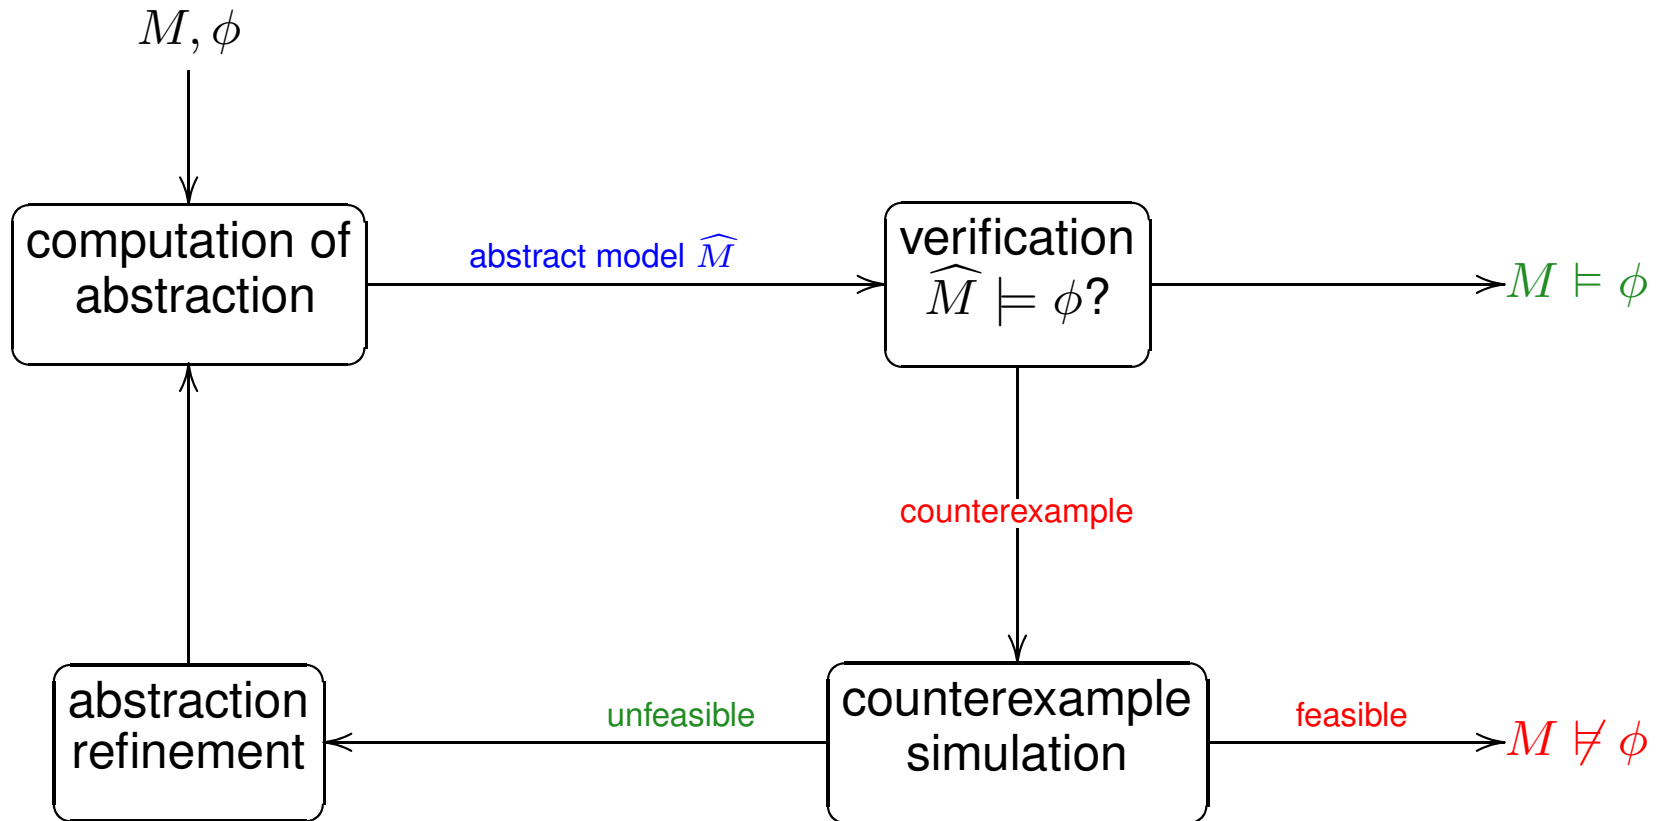 M, ϕ
computation of
abstraction
abstract model M̂
verification
M̂ ⊨ ϕ?
M ⊨ ϕ
counterexample
abstraction
refinement
unfeasible
counterexample
simulation
feasible
M ⊭ ϕ